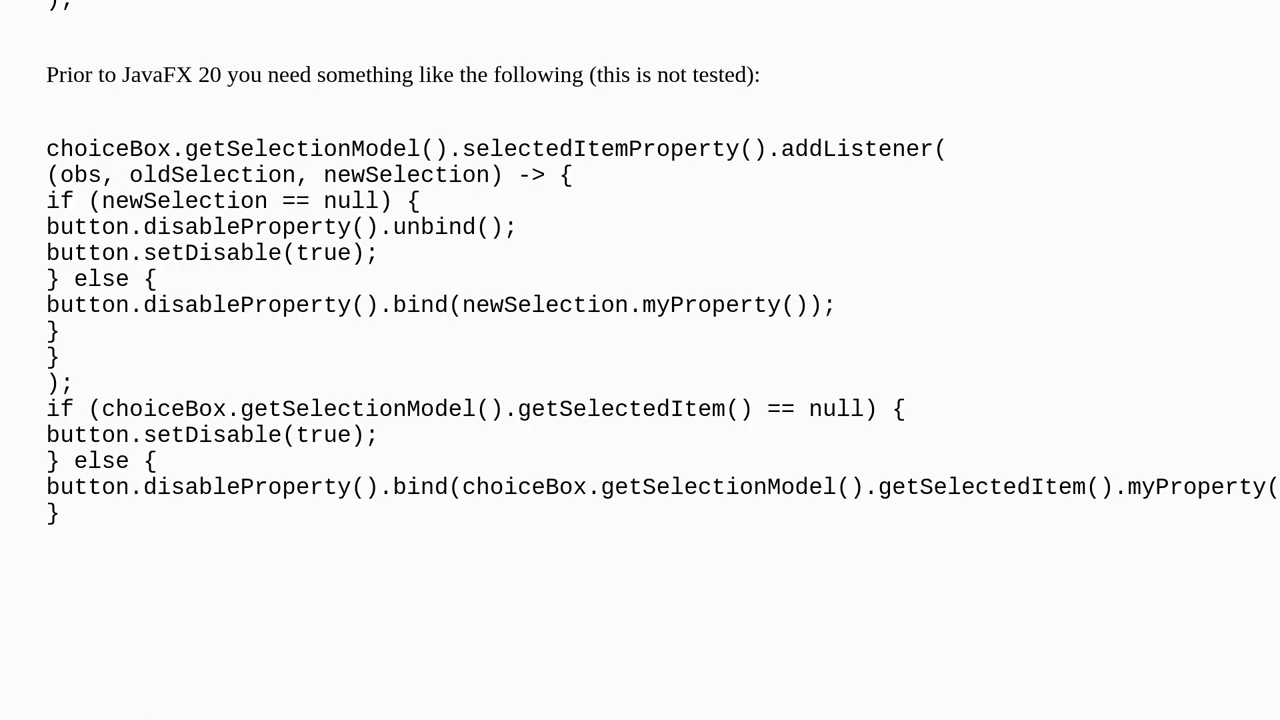 );
Prior to JavaFX 20 you need something like the following (this is not tested):
choiceBox.getSelectionModel().selectedItemProperty().addListener(
(obs, oldSelection, newSelection) -> {
if (newSelection == null) {
button.disableProperty().unbind();
button.setDisable(true);
} else {
button.disableProperty().bind(newSelection.myProperty());
}
}
);
if (choiceBox.getSelectionModel().getSelectedItem() == null) {
button.setDisable(true);
} else {
button.disableProperty().bind(choiceBox.getSelectionModel().getSelectedItem().myProperty(
}